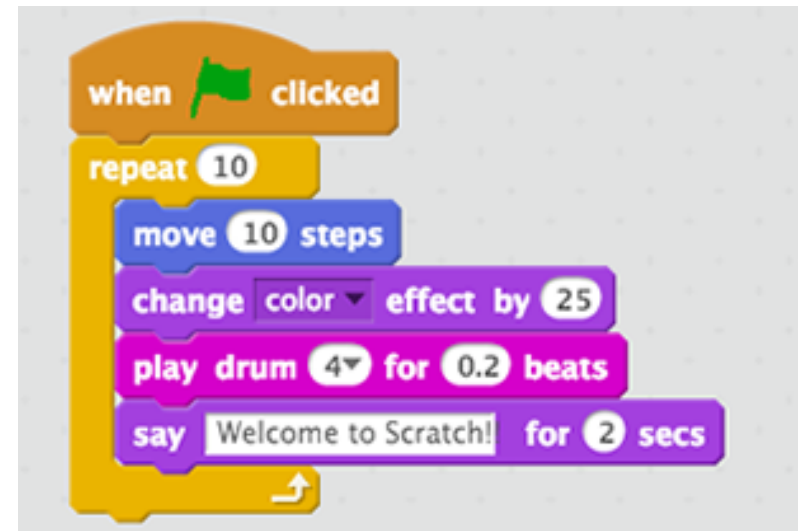 when clicked
repeat 10
move 10 steps
change color effect by 25
play drum 4 for 0.2 beats
say Welcome to Scratch! for 2 secs